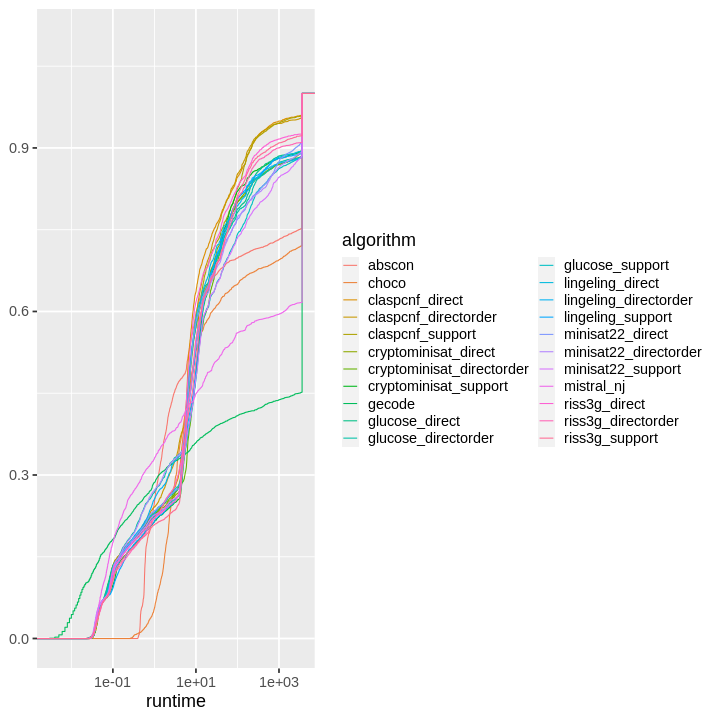 0.9
0.6
0.3
0.0
1e-01 1e+01 1e+03
runtime
algorithm
abscon
choco
claspcnf_direct
claspcnf_directorder
claspcnf_support
cryptominisat_direct
cryptominisat_directorder
cryptominisat_support
gecode
glucose_direct
glucose_directorder
glucose_support
lingeling_direct
lingeling_directorder
lingeling_support
minisat22_direct
minisat22_directorder
minisat22_support
mistral_nj
riss3g_direct
riss3g_directorder
riss3g_support